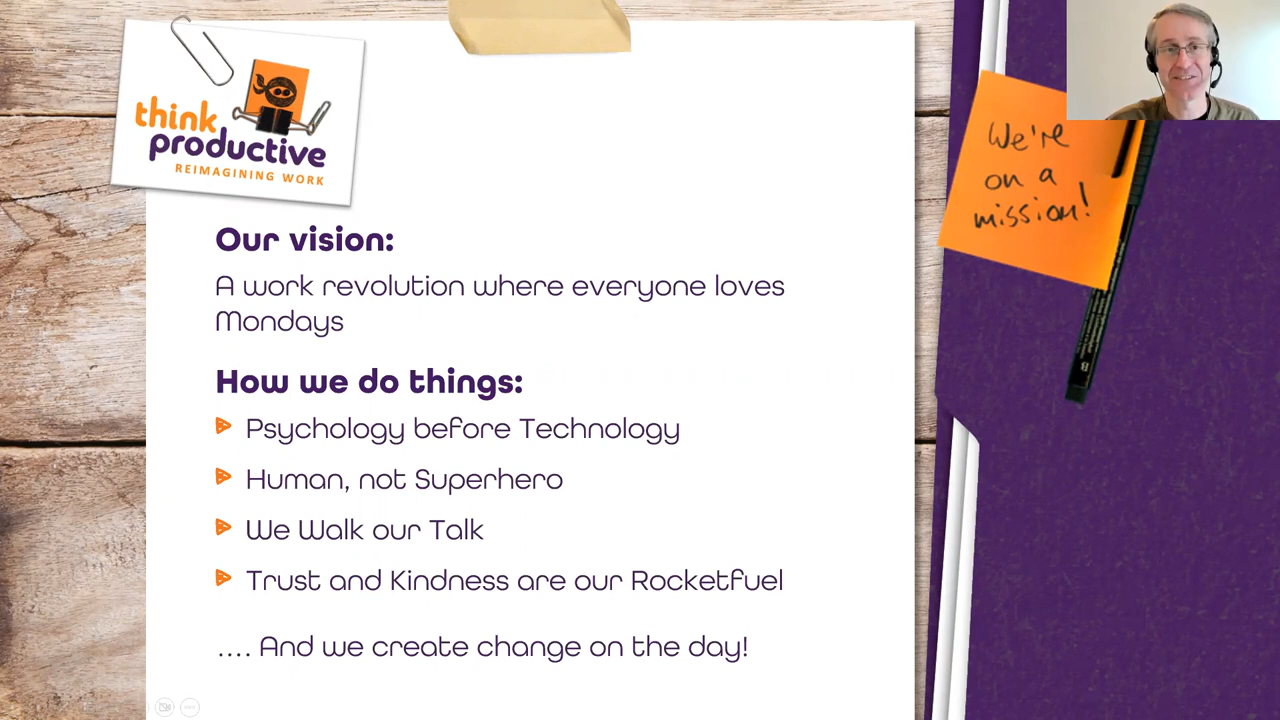 think
productive
REIMAGINING WORK
We're
on a
mission!
Our vision:
A work revolution where everyone loves
Mondays
How we do things:
Psychology before Technology
Human, not Superhero
We Walk our Talk
Trust and Kindness are our Rocketfuel
.... And we create change on the day!